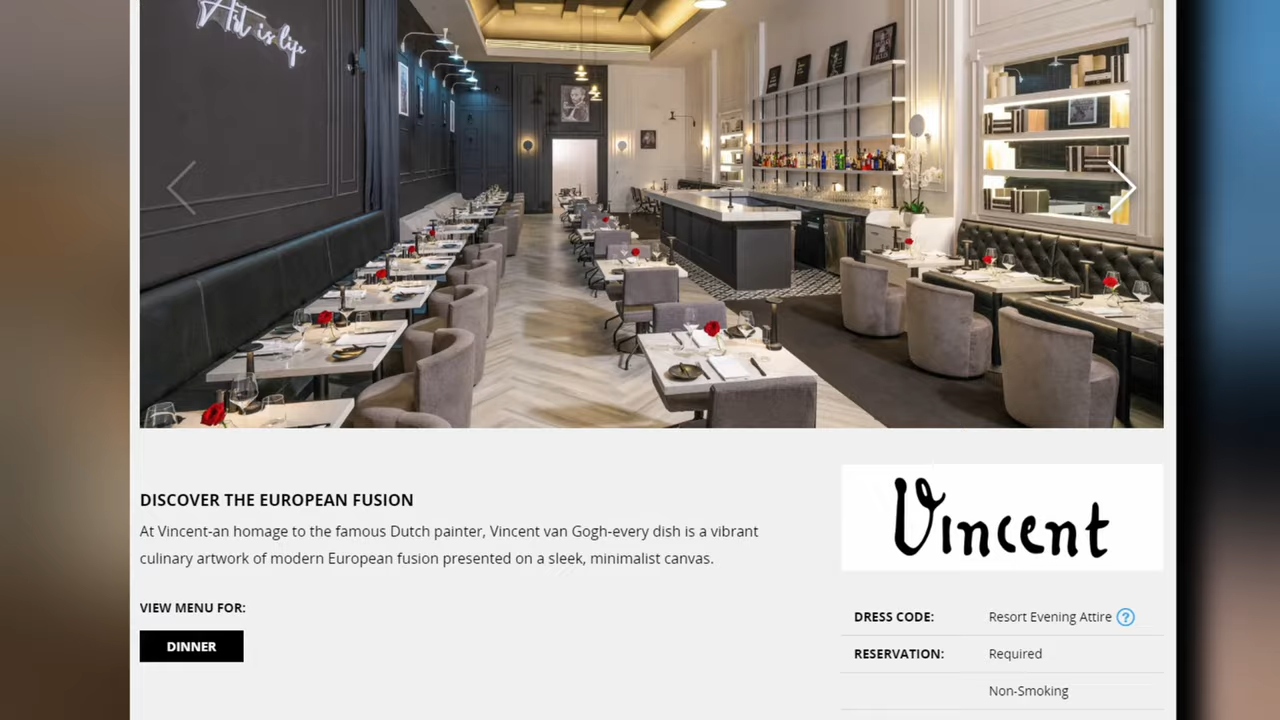 Art is life
DISCOVER THE EUROPEAN FUSION
At Vincent-an homage to the famous Dutch painter, Vincent van Gogh-every dish is a vibrant
culinary artwork of modern European fusion presented on a sleek, minimalist canvas.
VIEW MENU FOR:
DINNER
Vincent
DRESS CODE: Resort Evening Attire ?
RESERVATION: Required
Non-Smoking